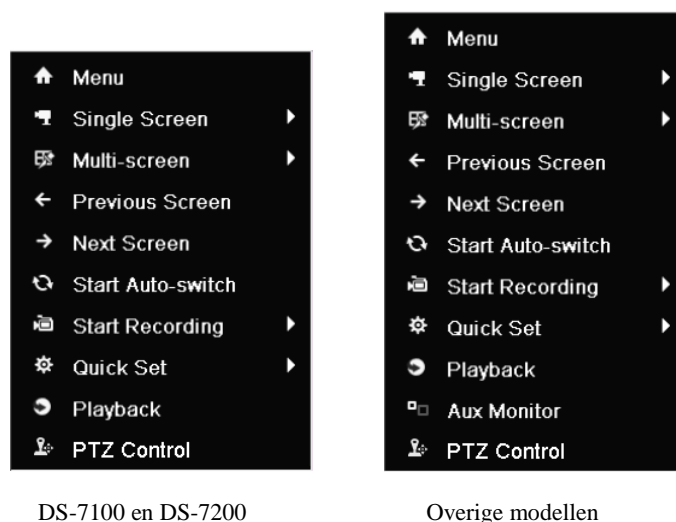 Menu
Single Screen
Multi-screen
Previous Screen
Next Screen
Start Auto-switch
Start Recording
Quick Set
Playback
PTZ Control
DS-7100 en DS-7200
Menu
Single Screen
Multi-screen
Previous Screen
Next Screen
Start Auto-switch
Start Recording
Quick Set
Playback
Aux Monitor
PTZ Control
Overige modellen